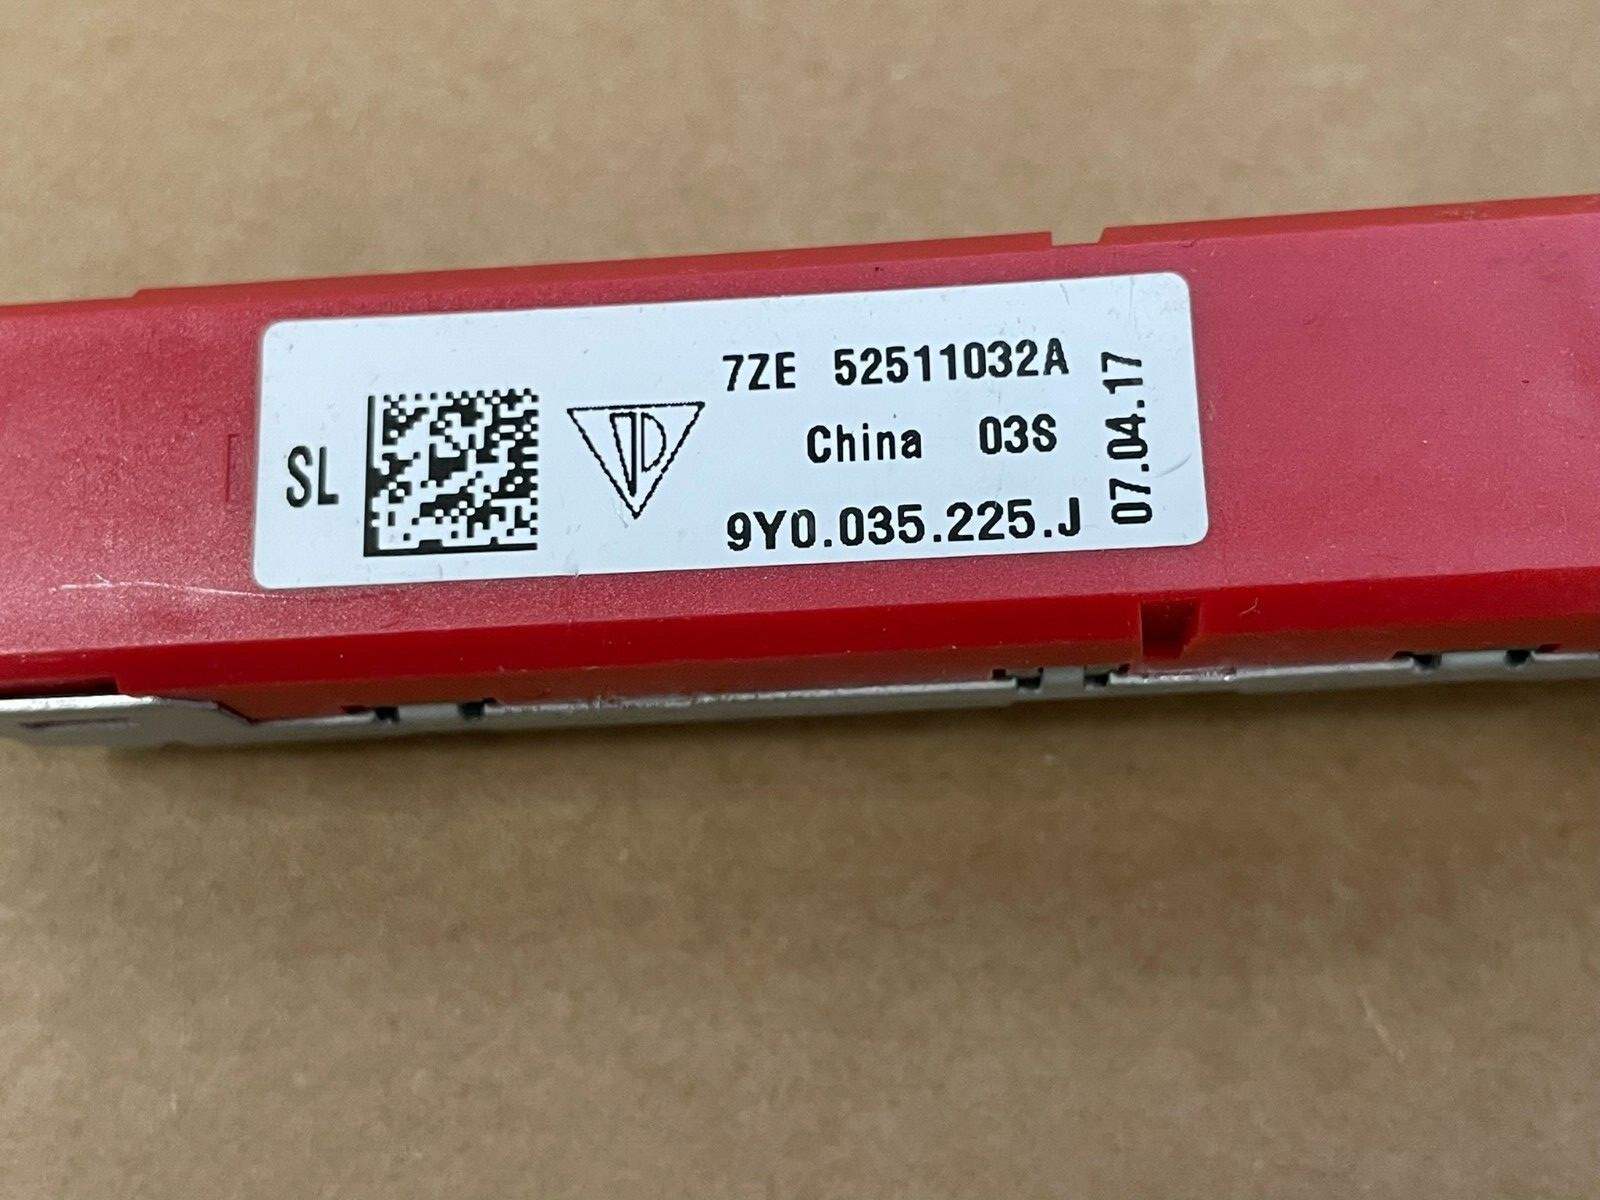 SL
7ZE 52511032A
China 03S
9Y0.035.225.J
07.04.17